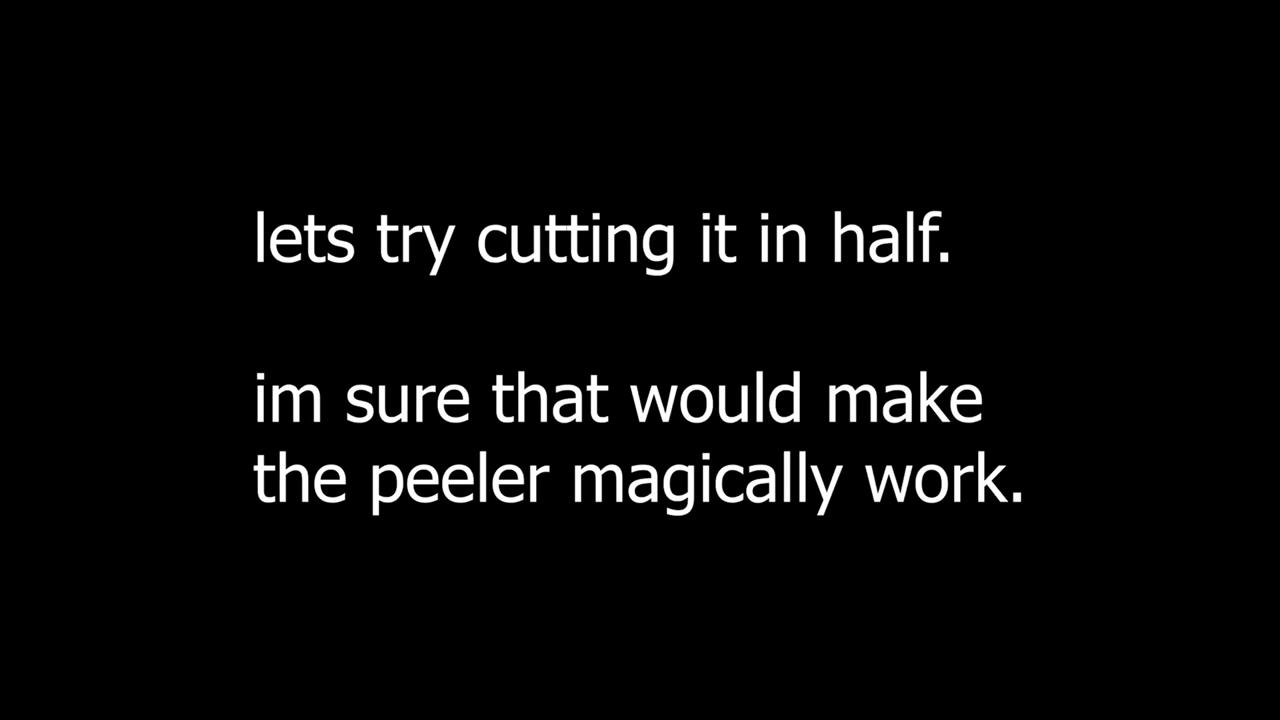 lets try cutting it in half.
im sure that would make
the peeler magically work.